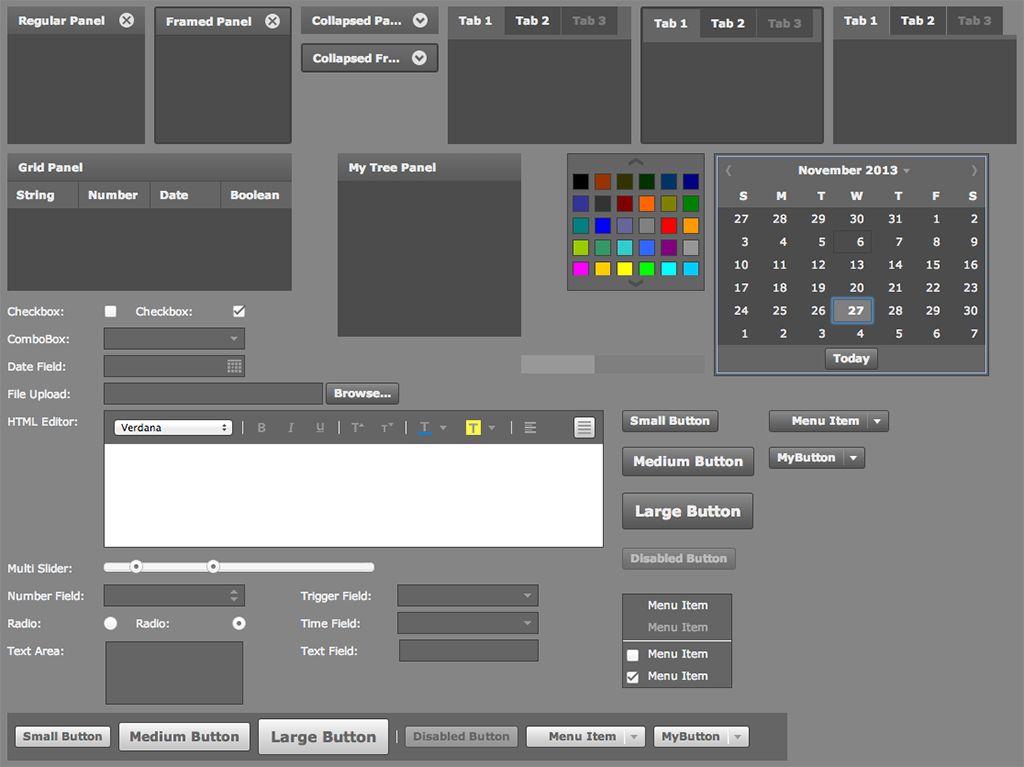 Regular Panel
Framed Panel
Collapsed Pa...
Collapsed Fr...
Tab 1 Tab 2 Tab 3
Tab 1 Tab 2 Tab 3
Tab 1 Tab 2 Tab 3
Grid Panel
String Number Date Boolean
My Tree Panel
November 2013
S M T W T F S
27 28 29 30 31 1 2
3 4 5 6 7 8 9
10 11 12 13 14 15 16
17 18 19 20 21 22 23
24 25 26 27 28 29 30
1 2 3 4 5 6 7
Today
Checkbox: Checkbox:
ComboBox:
Date Field:
File Upload: Browse...
HTML Editor:
Verdana B I U T T T T
Small Button
Medium Button
Large Button
Disabled Button
Menu Item
MyButton
Multi Slider:
Number Field:
Radio: Radio:
Text Area:
Trigger Field:
Time Field:
Text Field:
Menu Item
Menu Item
Menu Item
Menu Item
Small Button Medium Button Large Button Disabled Button Menu Item MyButton